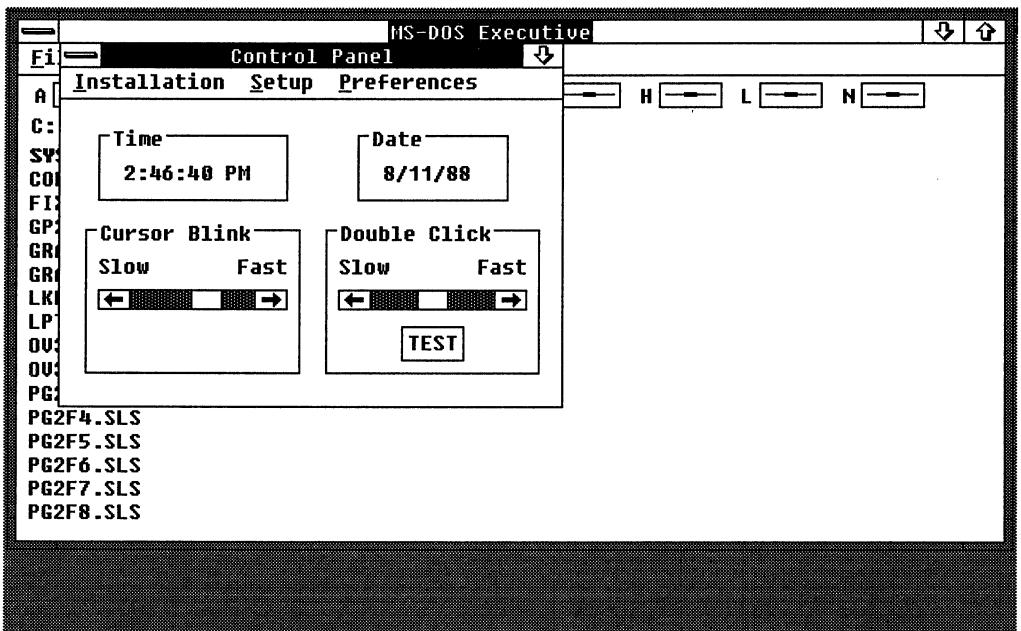 MS-DOS Executive
Control Panel
Installation Setup Preferences
A H L N
C:
Time
2:46:40 PM
Date
8/11/88
Cursor Blink
Slow Fast
Double Click
Slow Fast
TEST
PG2F4.SLS
PG2F5.SLS
PG2F6.SLS
PG2F7.SLS
PG2F8.SLS